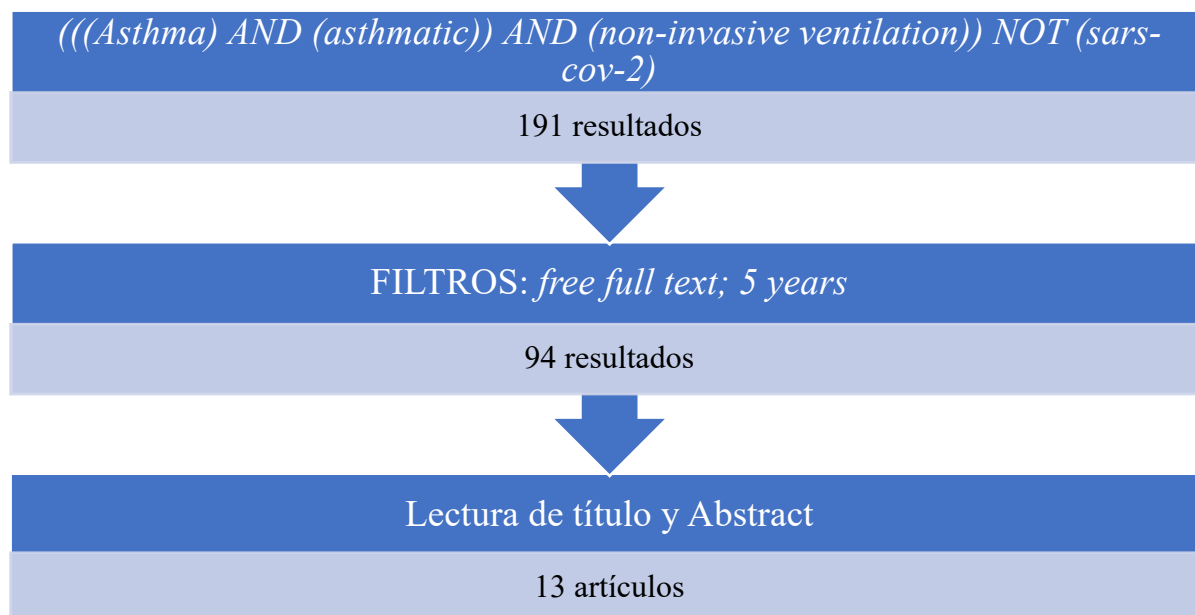 (((Asthma) AND (asthmatic)) AND (non-invasive ventilation)) NOT (sars-
cov-2)
191 resultados
FILTROS: free full text; 5 years
94 resultados
Lectura de título y Abstract
13 artículos